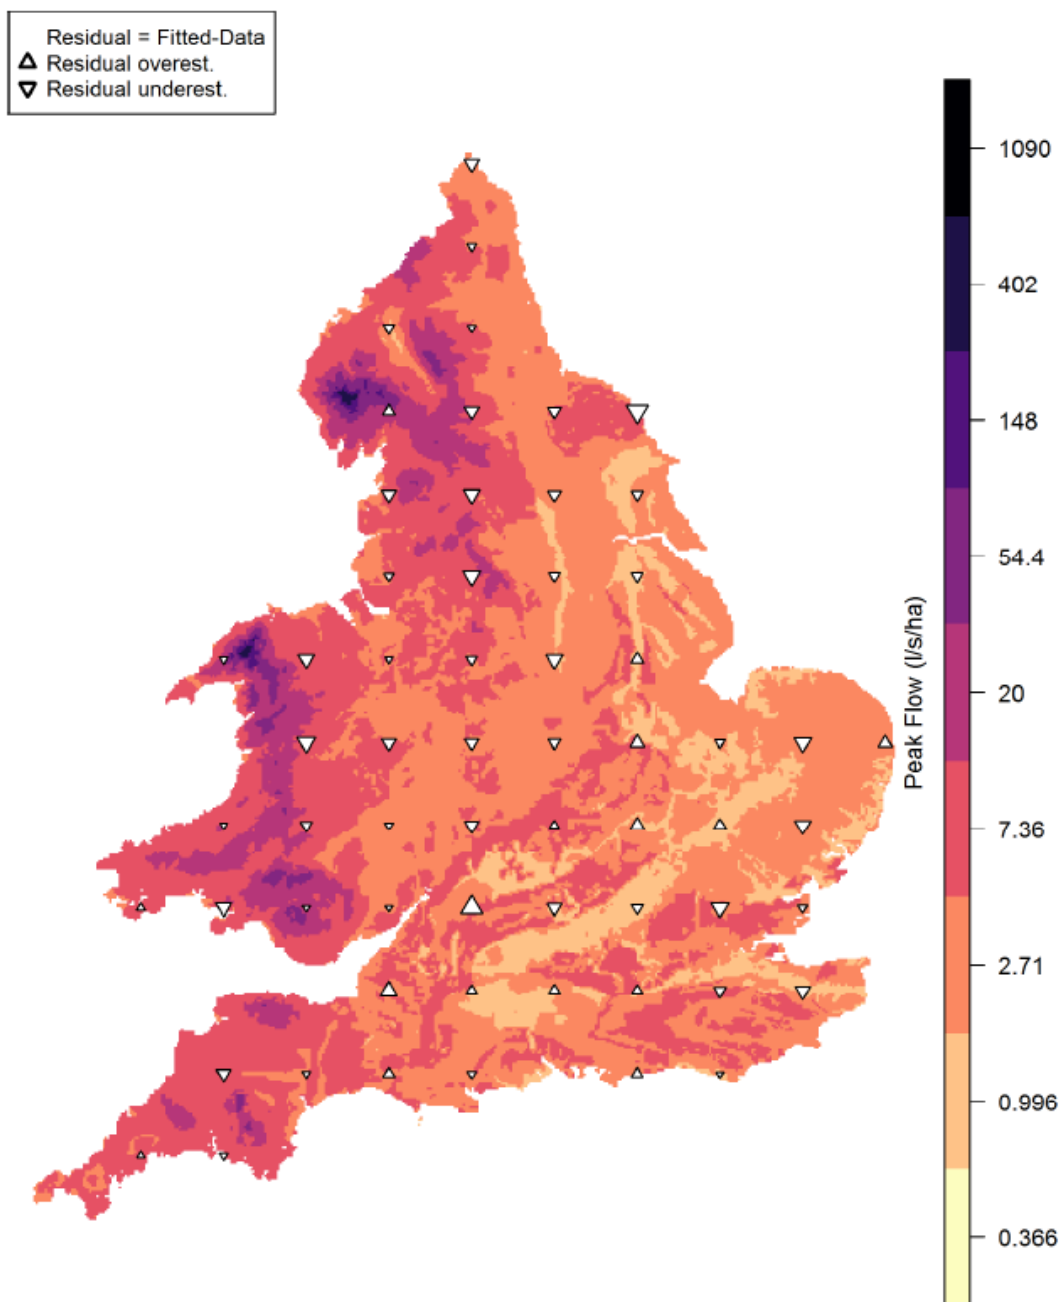 Residual = Fitted-Data
Residual overest.
Residual underest.
1090
402
148
54.4
20
7.36
2.71
0.996
0.366
Peak Flow (l/s/ha)